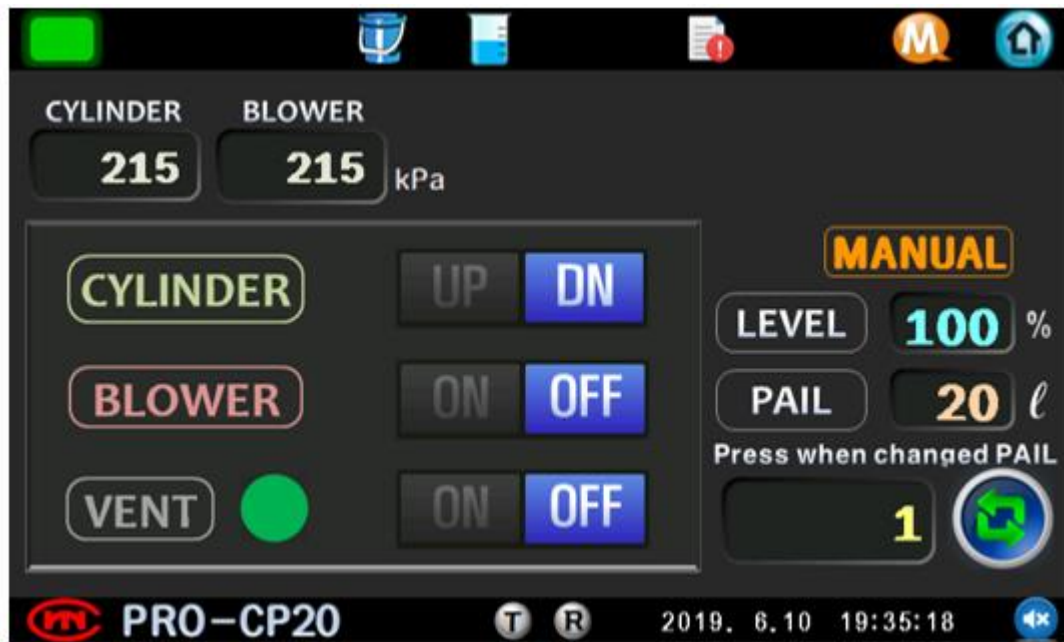 M
CYLINDER BLOWER
215 215 kPa
MANUAL
CYLINDER UP DN
LEVEL 100 %
BLOWER ON OFF
PAIL 20 ℓ
Press when changed PAIL
VENT ON OFF
1
PRO-CP20 T R 2019. 6.10 19:35:18